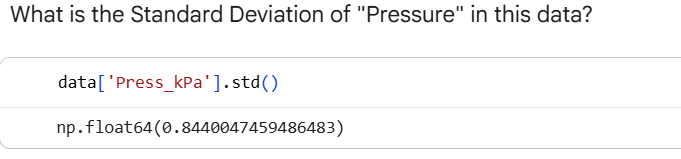 What is the Standard Deviation of "Pressure" in this data?
data['Press_kPa'].std()
np.float64(0.8440047459486483)